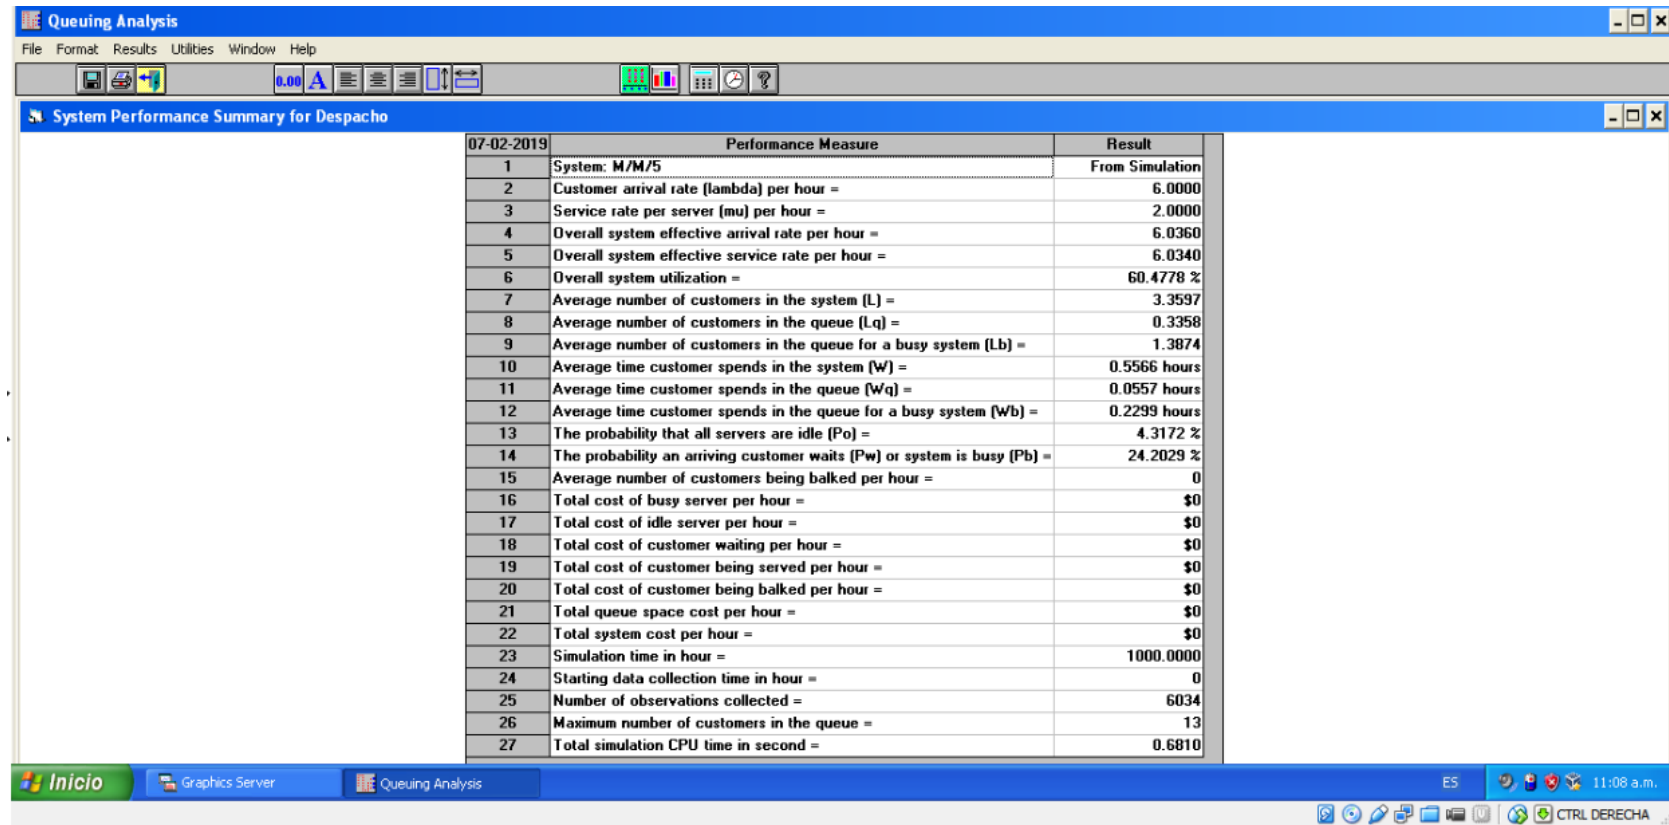 Queuing Analysis
File Format Results Utilities Window Help
0.00 A
System Performance Summary for Despacho
07-02-2019 Performance Measure Result
1 System: M/M/5 From Simulation
2 Customer arrival rate (lambda) per hour = 6.0000
3 Service rate per server (mu) per hour = 2.0000
4 Overall system effective arrival rate per hour = 6.0360
5 Overall system effective service rate per hour = 6.0340
6 Overall system utilization = 60.4778 %
7 Average number of customers in the system (L) = 3.3597
8 Average number of customers in the queue (Lq) = 0.3358
9 Average number of customers in the queue for a busy system (Lb) = 1.3874
10 Average time customer spends in the system (W) = 0.5566 hours
11 Average time customer spends in the queue (Wq) = 0.0557 hours
12 Average time customer spends in the queue for a busy system (Wb) = 0.2299 hours
13 The probability that all servers are idle (Po) = 4.3172 %
14 The probability an arriving customer waits (Pw) or system is busy (Pb) = 24.2029 %
15 Average number of customers being balked per hour = 0
16 Total cost of busy server per hour = $0
17 Total cost of idle server per hour = $0
18 Total cost of customer waiting per hour = $0
19 Total cost of customer being served per hour = $0
20 Total cost of customer being balked per hour = $0
21 Total queue space cost per hour = $0
22 Total system cost per hour = $0
23 Simulation time in hour = 1000.0000
24 Starting data collection time in hour = 0
25 Number of observations collected = 6034
26 Maximum number of customers in the queue = 13
27 Total simulation CPU time in second = 0.6810
Inicio Graphics Server Queuing Analysis ES 11:08 a.m.
CTRL DERECHA